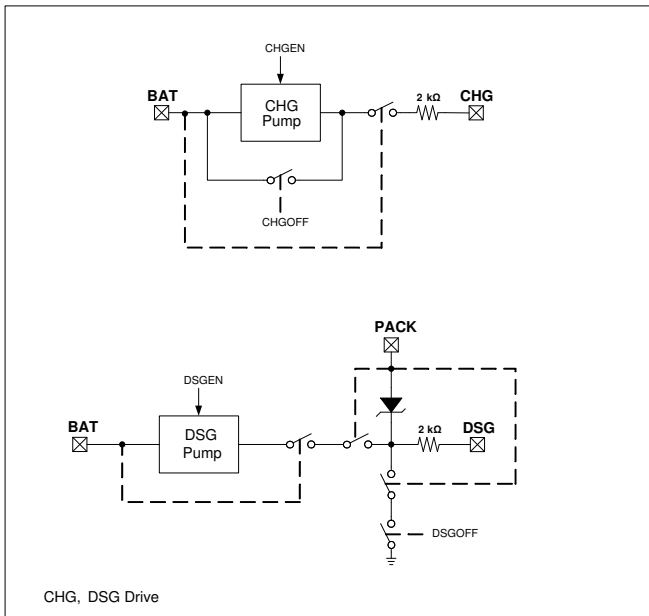 CHGEN
BAT
CHG
Pump
2 kΩ
CHG
CHGOFF
PACK
DSGEN
BAT
DSG
Pump
2 kΩ
DSG
DSGOFF
CHG, DSG Drive